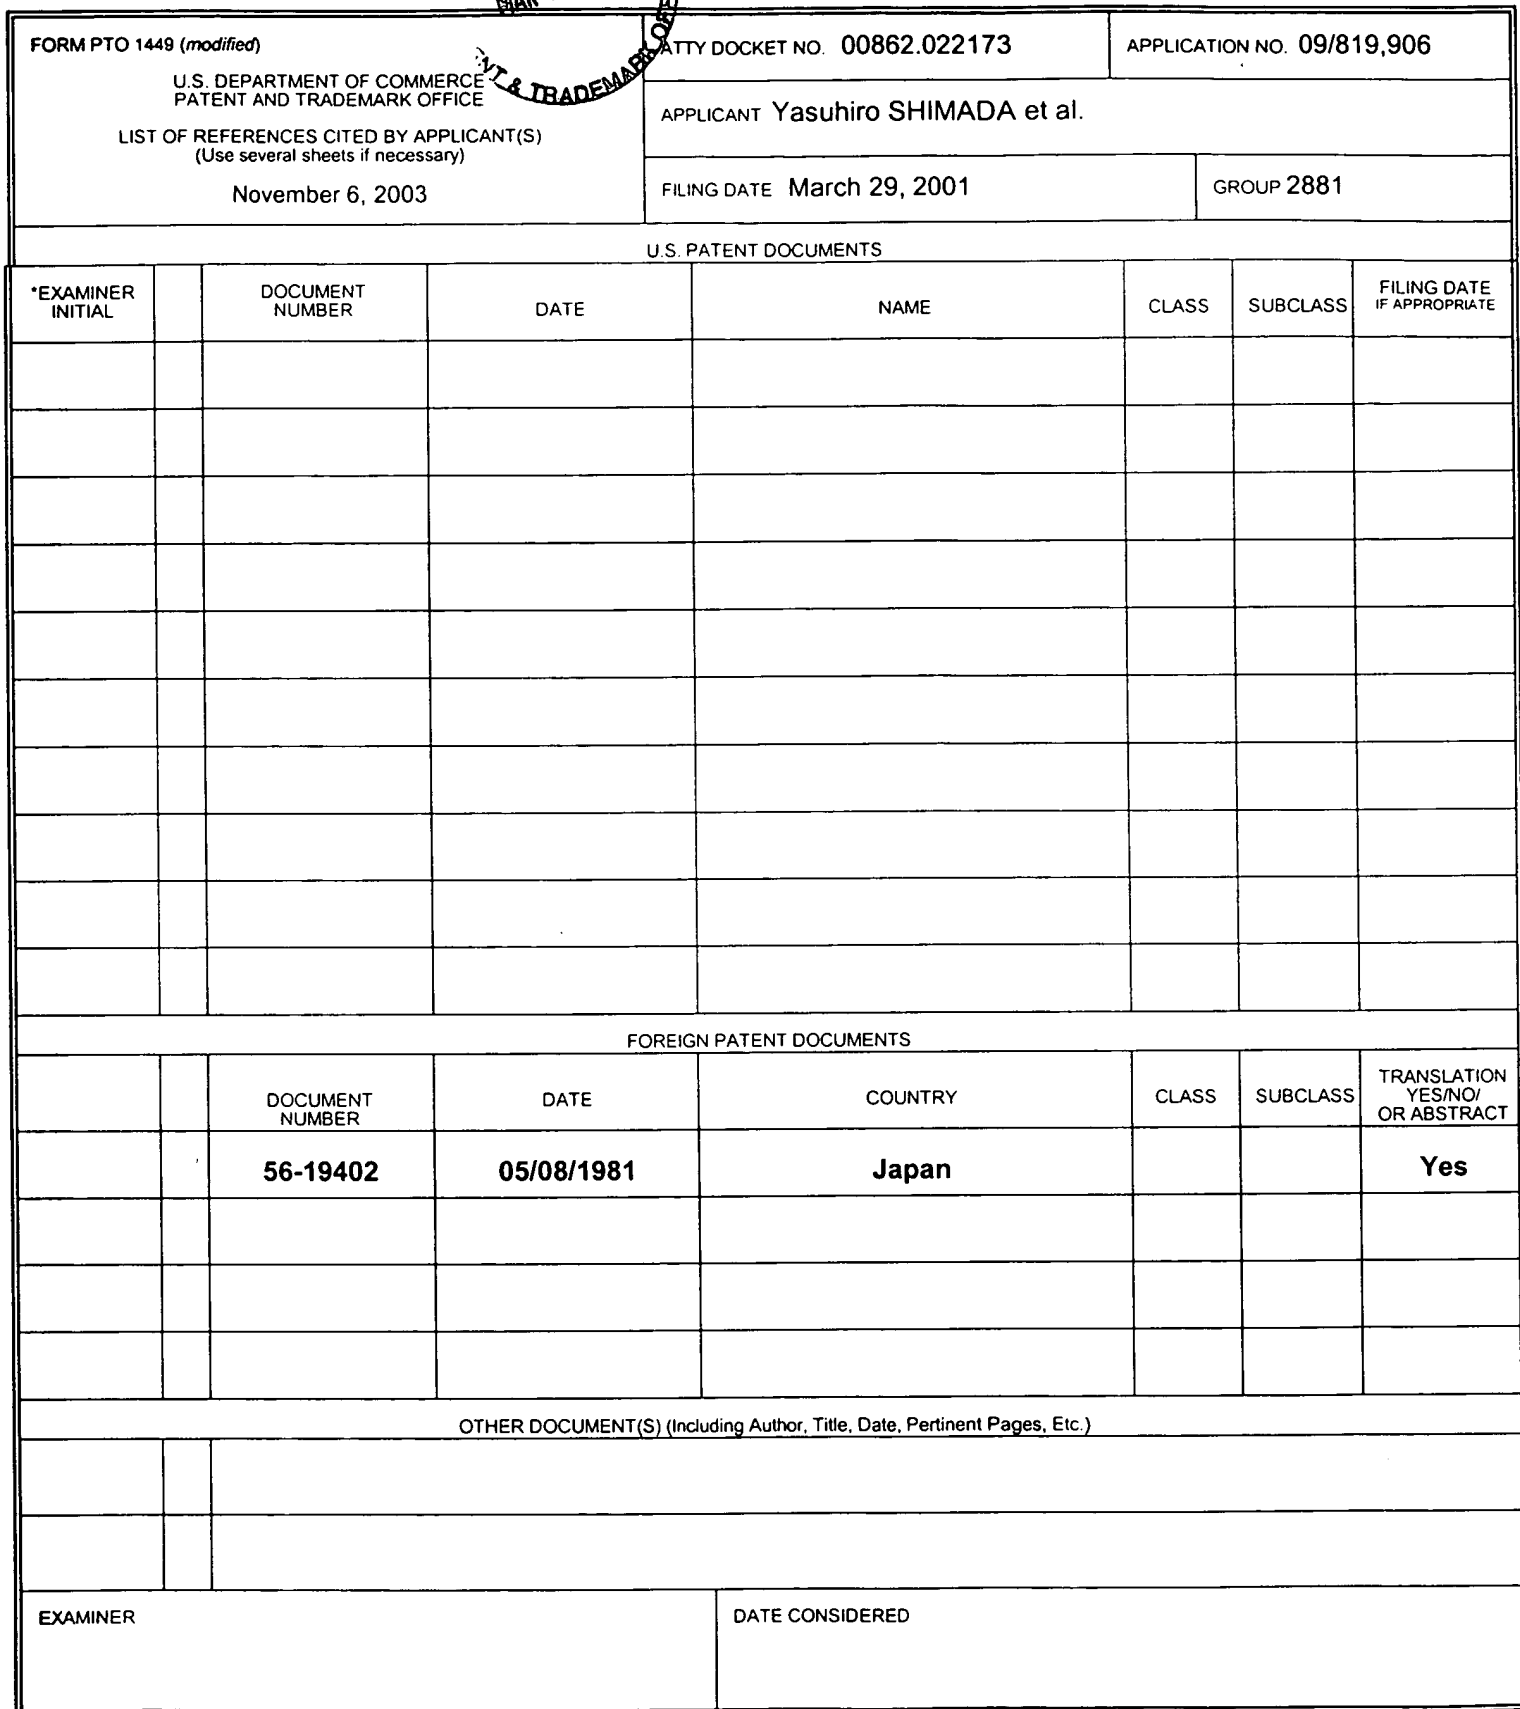 FORM PTO 1449 (modified)
U.S. DEPARTMENT OF COMMERCE
PATENT AND TRADEMARK OFFICE
LIST OF REFERENCES CITED BY APPLICANT(S)
(Use several sheets if necessary)
November 6, 2003
& TRADEMARK
ATTY DOCKET NO. 00862.022173
APPLICATION NO. 09/819,906
APPLICANT Yasuhiro SHIMADA et al.
FILING DATE March 29, 2001
GROUP 2881
U.S. PATENT DOCUMENTS
*EXAMINER
INITIAL
DOCUMENT
NUMBER
DATE
NAME
CLASS
SUBCLASS
FILING DATE
IF APPROPRIATE
FOREIGN PATENT DOCUMENTS
DOCUMENT
NUMBER
DATE
COUNTRY
CLASS
SUBCLASS
TRANSLATION
YES/NO/
OR ABSTRACT
56-19402
05/08/1981
Japan
Yes
OTHER DOCUMENT(S) (Including Author, Title, Date, Pertinent Pages, Etc.)
EXAMINER
DATE CONSIDERED